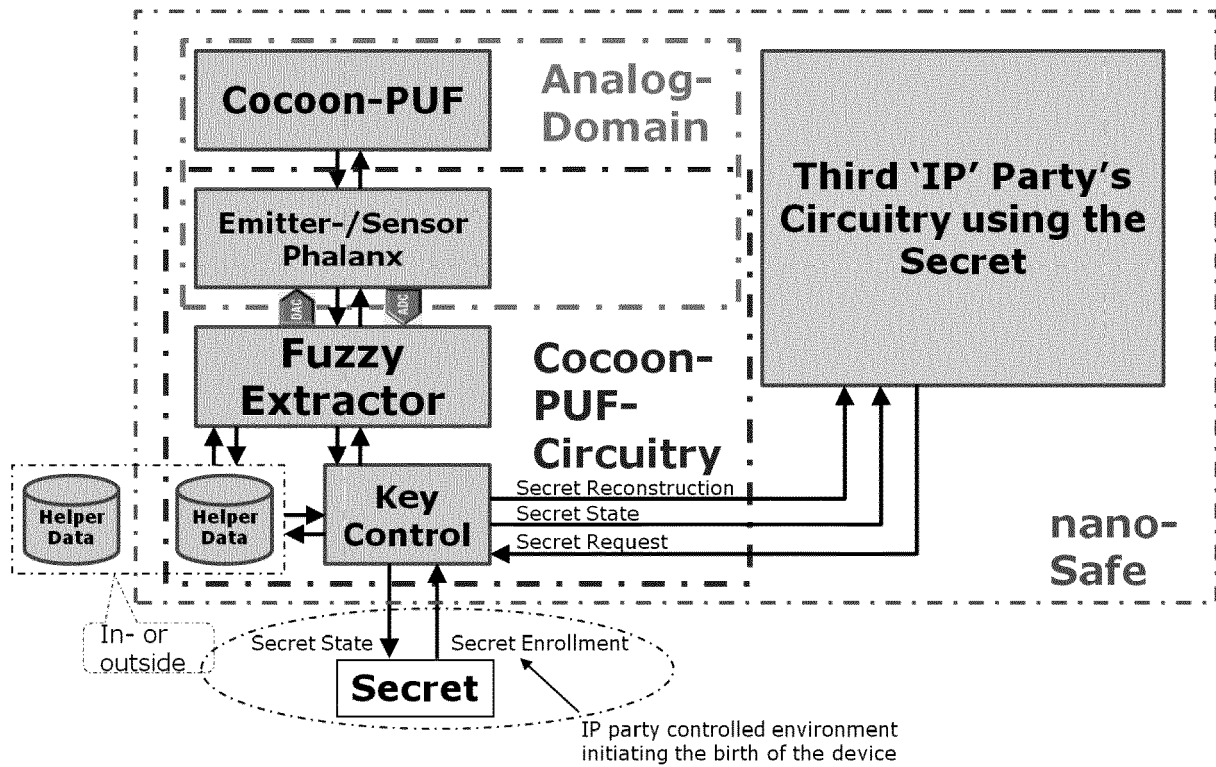 Cocoon-PUF
Analog-
Domain
Emitter-/Sensor
Phalanx
DAC
ADC
Fuzzy
Extractor
Cocoon-
PUF-
Circuitry
Third ‘IP’ Party’s
Circuitry using the
Secret
Helper
Data
Helper
Data
Key
Control
Secret Reconstruction
Secret State
Secret Request
nano-
Safe
In- or
outside
Secret State
Secret Enrollment
Secret
IP party controlled environment
initiating the birth of the device